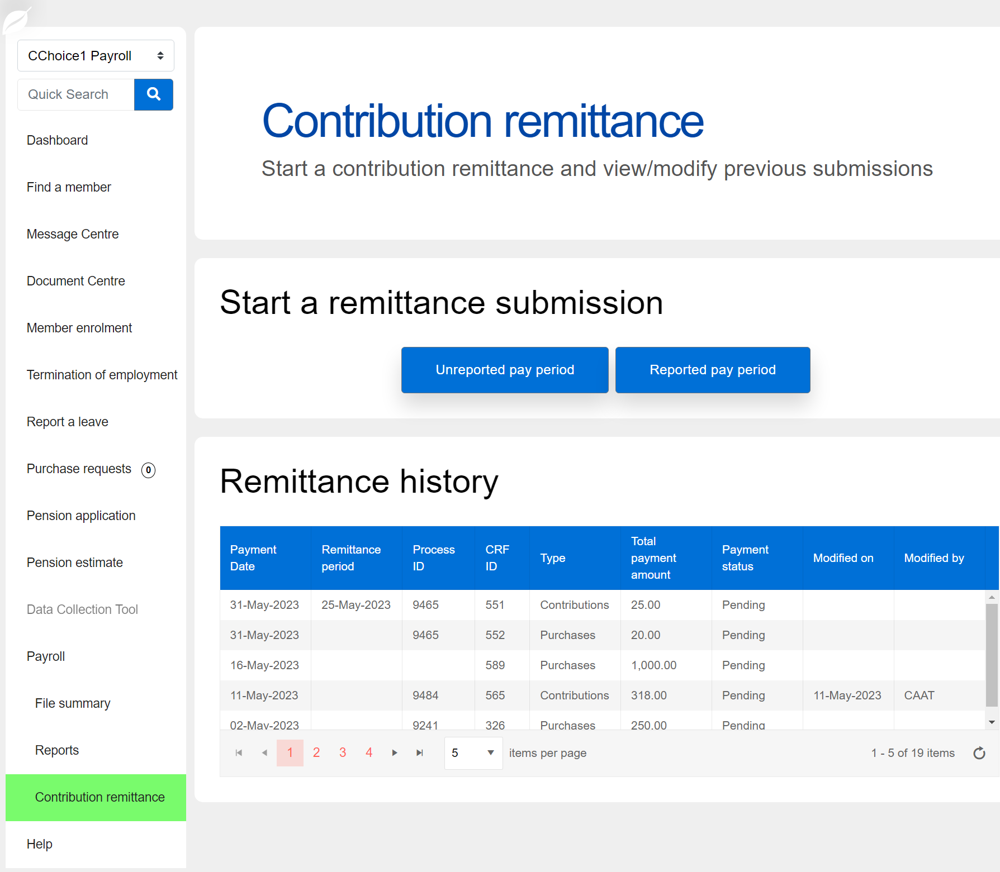 CChoice1 Payroll
Quick Search
Dashboard
Find a member
Message Centre
Document Centre
Member enrolment
Termination of employment
Report a leave
Purchase requests 0
Pension application
Pension estimate
Data Collection Tool
Payroll
File summary
Reports
Contribution remittance
Help
Contribution remittance
Start a contribution remittance and view/modify previous submissions
Start a remittance submission
Unreported pay period Reported pay period
Remittance history
Payment Date Remittance period Process ID CRF ID Type Total payment amount Payment status Modified on Modified by
31-May-2023 25-May-2023 9465 551 Contributions 25.00 Pending
31-May-2023 9465 552 Purchases 20.00 Pending
16-May-2023 589 Purchases 1,000.00 Pending
11-May-2023 9484 565 Contributions 318.00 Pending 11-May-2023 CAAT
02-May-2023 9241 326 Purchases 250.00 Pending
1 2 3 4 5 items per page 1 - 5 of 19 items